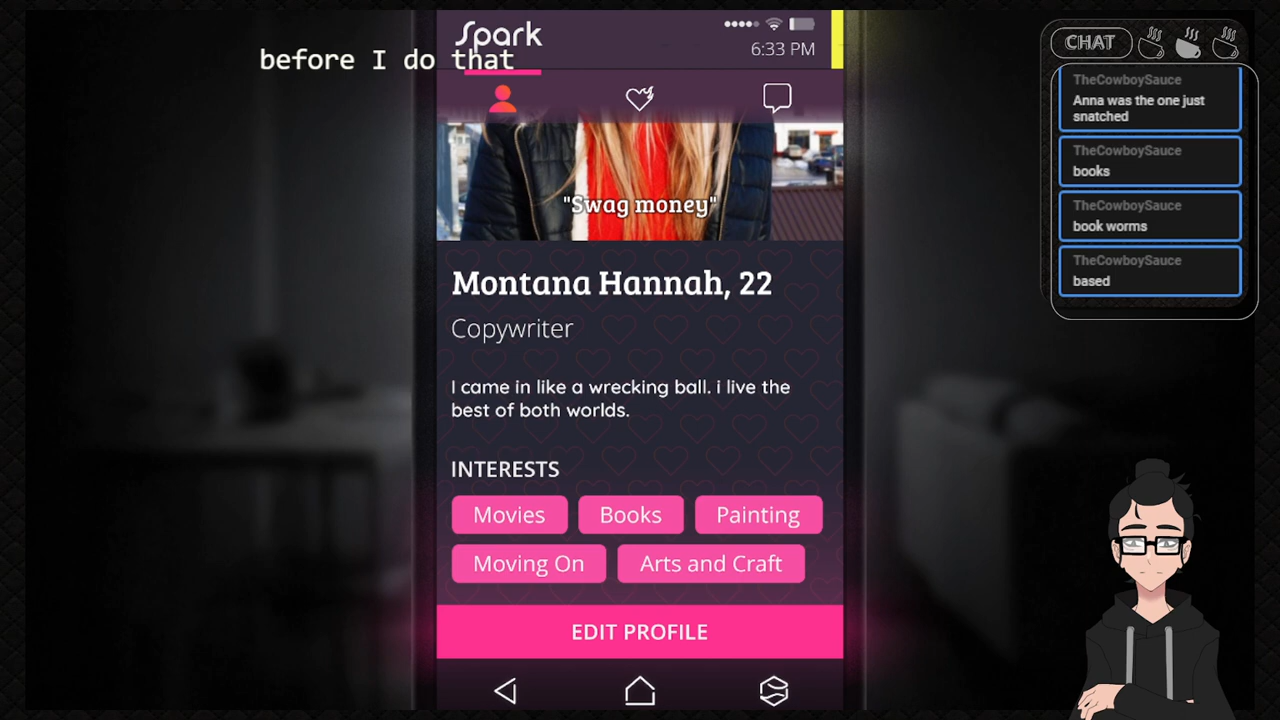 Spark
6:33 PM
before I do that
"Swag money"
Montana Hannah, 22
Copywriter
I came in like a wrecking ball. i live the
best of both worlds.
INTERESTS
Movies
Books
Painting
Moving On
Arts and Craft
EDIT PROFILE
CHAT
TheCowboySauce
Anna was the one just
snatched
TheCowboySauce
books
TheCowboySauce
book worms
TheCowboySauce
based